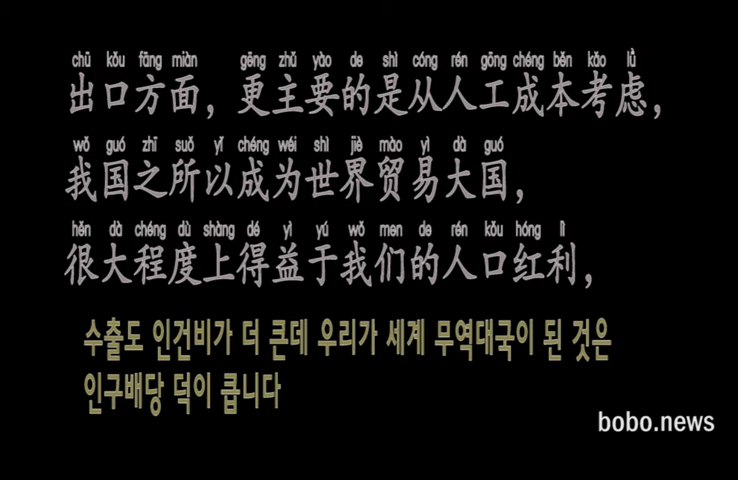 chū kǒu fāng miàn gēng zhǔ yào de shì cóng rén gōng chéng běn kǎo lǜ
出口方面，更主要的是从人工成本考虑，
wǒ guó zhī suǒ yǐ chéng wéi shì jiè mào yì dà guó
我国之所以成为世界贸易大国，
hěn dà chéng dù shàng dé yì yú wǒ men de rén kǒu hóng lì
很大程度上得益于我们的人口红利，
수출도 인건비가 더 큰데 우리가 세계 무역대국이 된 것은
인구배당 덕이 큽니다
bobo.news